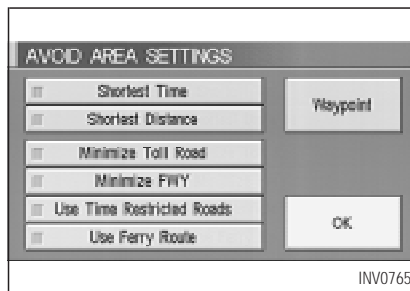 AVOID AREA SETTINGS
Shortest Time
Shortest Distance
Waypoint
Minimize Toll Road
Minimize FWY
Use Time Restricted Roads
Use Ferry Route
OK
INV0765